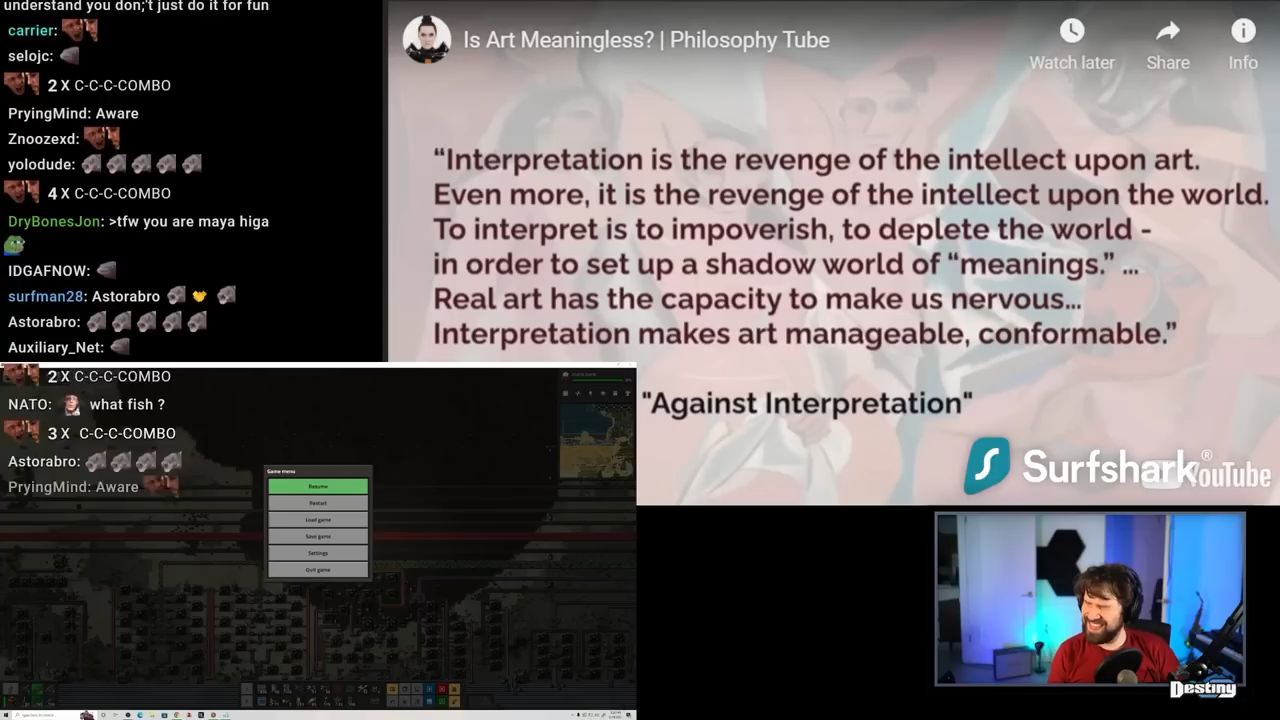 understand you don;'t just do it for fun
carrier:
selojc:
2 X C-C-C-COMBO
PryingMind: Aware
Znoozexd:
yolodude:
4 X C-C-C-COMBO
DryBonesJon: >tfw you are maya higa
IDGAFNOW:
surfman28: Astorabro
Astorabro:
Auxiliary_Net:
2 X C-C-C-COMBO
NATO: what fish ?
3 X C-C-C-COMBO
Astorabro:
PryingMind: Aware
Is Art Meaningless? | Philosophy Tube
Watch later
Share
Info
“Interpretation is the revenge of the intellect upon art.
Even more, it is the revenge of the intellect upon the world.
To interpret is to impoverish, to deplete the world -
in order to set up a shadow world of “meanings.” ...
Real art has the capacity to make us nervous...
Interpretation makes art manageable, conformable.”
"Against Interpretation"
Surfshark®
YouTube
Game menu
Resume
Restart
Load game
Save game
Settings
Quit game
Destiny